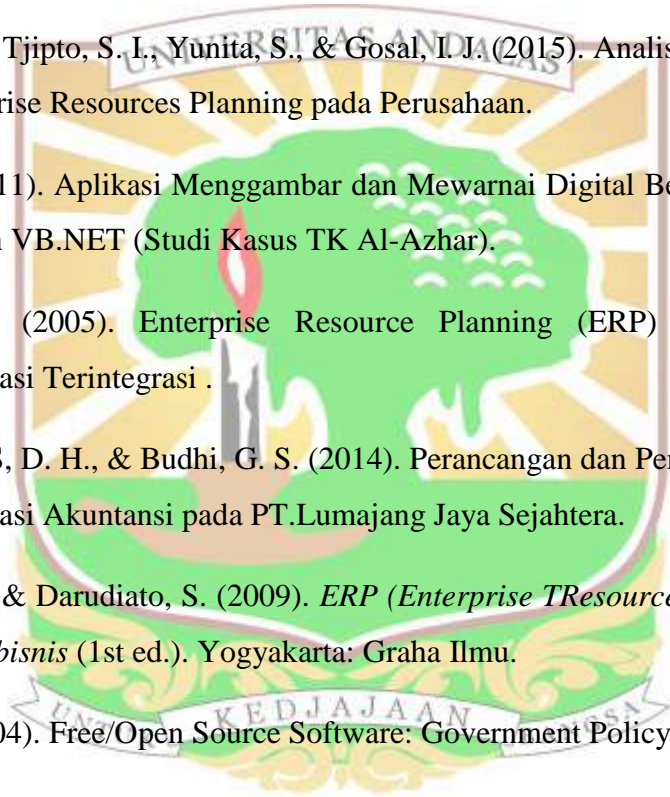 Tjipto, S. I., Yunita, S., & Gosal, I. J. (2015). Analis
UNIVERSITAS ANDALAS
rise Resources Planning pada Perusahaan.
11). Aplikasi Menggambar dan Mewarnai Digital Be
VB.NET (Studi Kasus TK Al-Azhar).
(2005). Enterprise Resource Planning (ERP)
asi Terintegrasi .
S, D. H., & Budhi, G. S. (2014). Perancangan dan Per
asi Akuntansi pada PT.Lumajang Jaya Sejahtera.
& Darudiato, S. (2009). ERP (Enterprise TResource
bisnis (1st ed.). Yogyakarta: Graha Ilmu.
UNTUK KEDJAJAAN BANGSA
04). Free/Open Source Software: Government Policy